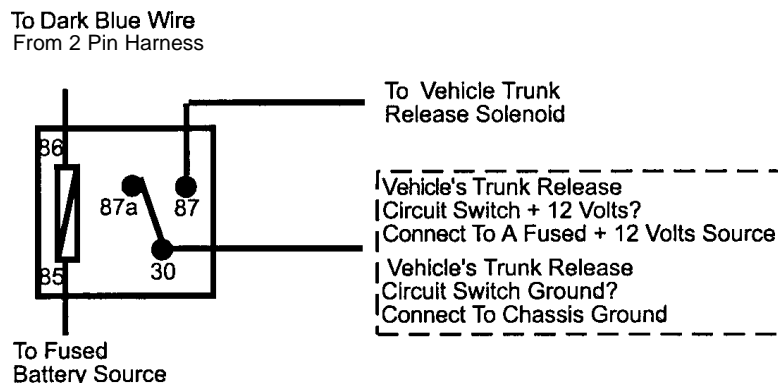 To Dark Blue Wire
From 2 Pin Harness
To Vehicle Trunk
Release Solenoid
86
87a
87
85
30
Vehicle's Trunk Release
Circuit Switch + 12 Volts?
Connect To A Fused + 12 Volts Source
Vehicle's Trunk Release
Circuit Switch Ground?
Connect To Chassis Ground
To Fused
Battery Source